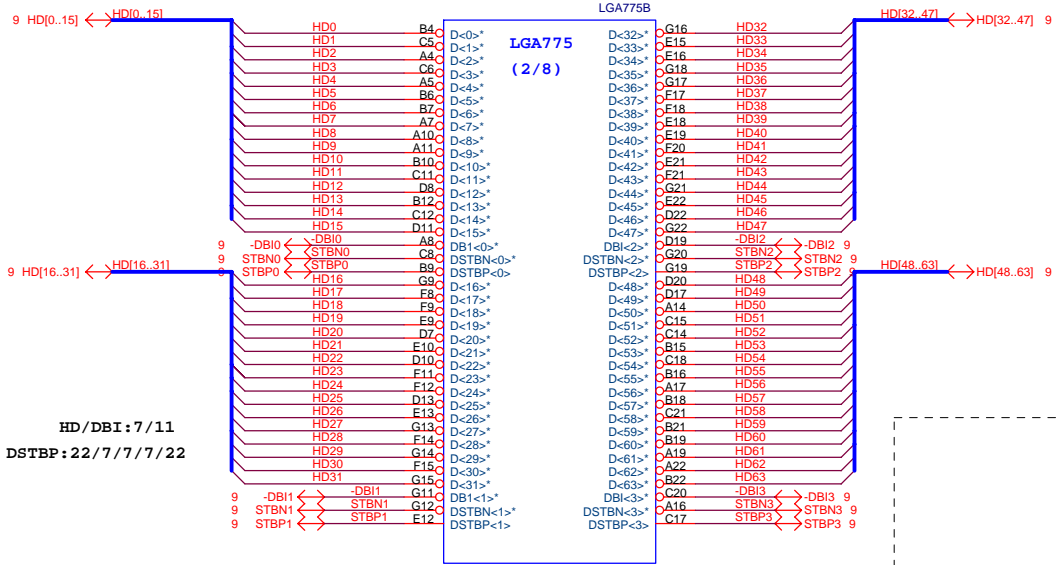 LGA775B
9 HD[0..15] HD[0..15] HD[32..47] HD[32..47] 9
LGA775
(2/8)
HD0 B4 D<0>* D<32>* G16 HD32
HD1 C5 D<1>* D<33>* E15 HD33
HD2 A4 D<2>* D<34>* E16 HD34
HD3 C6 D<3>* D<35>* G18 HD35
HD4 A5 D<4>* D<36>* G17 HD36
HD5 B6 D<5>* D<37>* F17 HD37
HD6 B7 D<6>* D<38>* F18 HD38
HD7 A7 D<7>* D<39>* E18 HD39
HD8 A10 D<8>* D<40>* E19 HD40
HD9 A11 D<9>* D<41>* F20 HD41
HD10 B10 D<10>* D<42>* E21 HD42
HD11 C11 D<11>* D<43>* F21 HD43
HD12 D8 D<12>* D<44>* G21 HD44
HD13 B12 D<13>* D<45>* E22 HD45
HD14 C12 D<14>* D<46>* D22 HD46
HD15 D11 D<15>* D<47>* G22 HD47
9 -DBI0 -DBI0 A8 DB1<0>* DBI<2>* D19 -DBI2 -DBI2 9
9 STBN0 STBN0 C8 DSTBN<0>* DSTBN<2>* G20 STBN2 STBN2 9
9 STBP0 STBP0 B9 DSTBP<0> DSTBP<2> G19 STBP2 STBP2 9
9 HD[16..31] HD[16..31] HD[48..63] HD[48..63] 9
HD16 G9 D<16>* D<48>* D20 HD48
HD17 F8 D<17>* D<49>* D17 HD49
HD18 F9 D<18>* D<50>* A14 HD50
HD19 E9 D<19>* D<51>* C15 HD51
HD20 D7 D<20>* D<52>* C14 HD52
HD21 E10 D<21>* D<53>* B15 HD53
HD22 D10 D<22>* D<54>* C18 HD54
HD23 F11 D<23>* D<55>* B16 HD55
HD24 F12 D<24>* D<56>* A17 HD56
HD25 D13 D<25>* D<57>* B18 HD57
HD26 E13 D<26>* D<58>* C21 HD58
HD27 G13 D<27>* D<59>* B21 HD59
HD28 F14 D<28>* D<60>* B19 HD60
HD29 G14 D<29>* D<61>* A19 HD61
HD30 F15 D<30>* D<62>* A22 HD62
HD31 G15 D<31>* D<63>* B22 HD63
9 -DBI1 -DBI1 G11 DB1<1>* DBI<3>* C20 -DBI3 -DBI3 9
9 STBN1 STBN1 G12 DSTBN<1>* DSTBN<3>* A16 STBN3 STBN3 9
9 STBP1 STBP1 E12 DSTBP<1> DSTBP<3> C17 STBP3 STBP3 9
HD/DBI:7/11
DSTBP:22/7/7/7/22